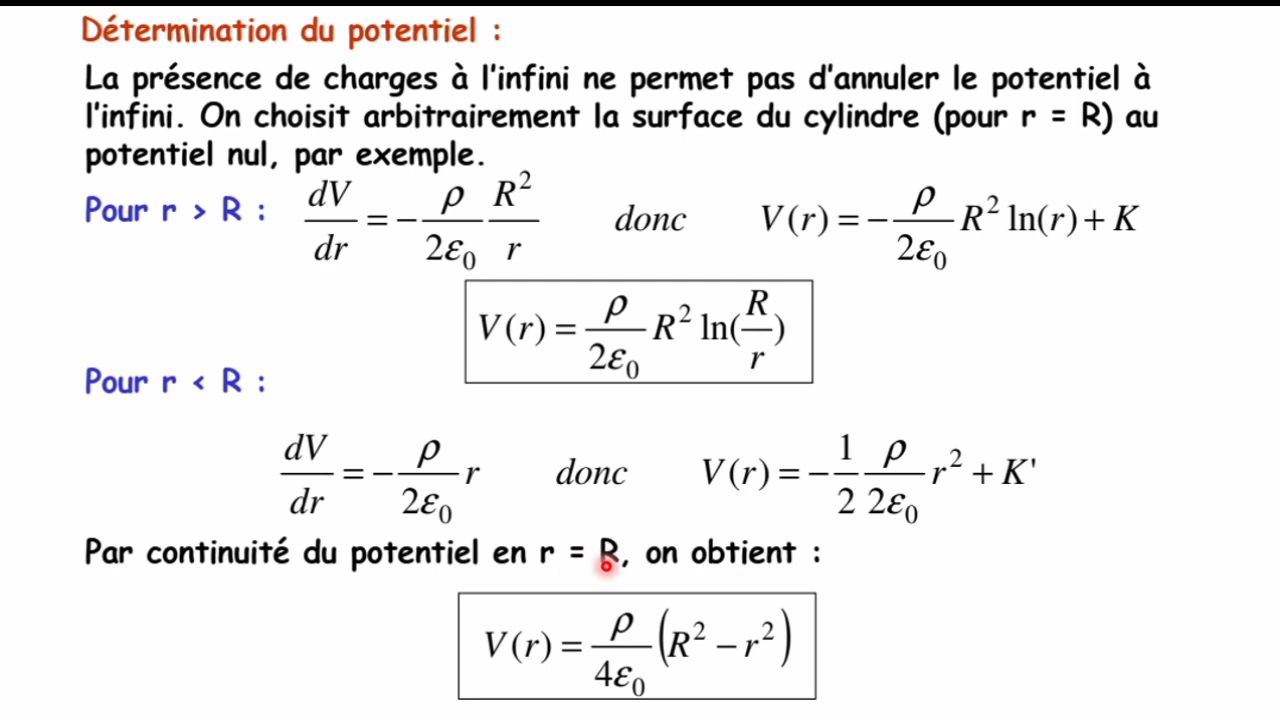 Détermination du potentiel :
La présence de charges à l'infini ne permet pas d'annuler le potentiel à
l'infini. On choisit arbitrairement la surface du cylindre (pour r = R) au
potentiel nul, par exemple.
Pour r > R : dV/dr = −ρ/2ε₀ R²/r donc V(r) = −ρ/2ε₀ R² ln(r) + K
V(r) = ρ/2ε₀ R² ln(R/r)
Pour r < R :
dV/dr = −ρ/2ε₀ r donc V(r) = −1/2 ρ/2ε₀ r² + K'
Par continuité du potentiel en r = R, on obtient :
V(r) = ρ/4ε₀ (R² − r²)